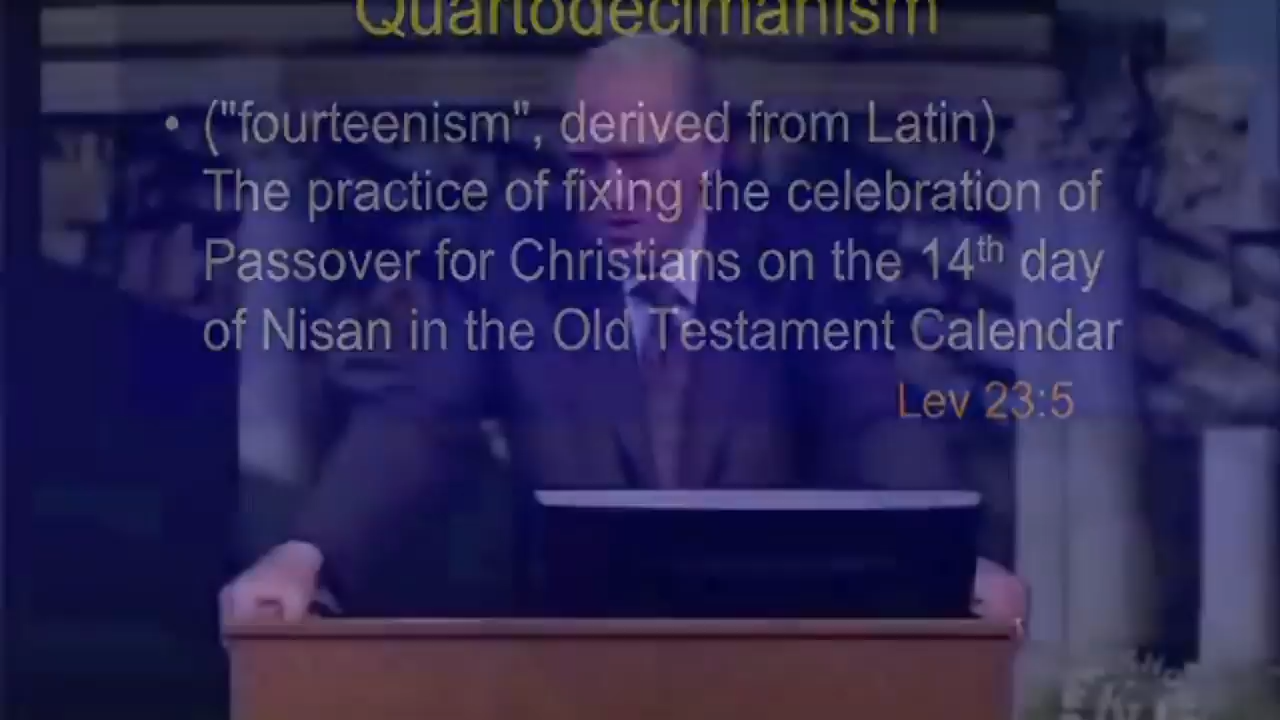 Quartodecimanism
• ("fourteenism", derived from Latin)
The practice of fixing the celebration of
Passover for Christians on the 14th day
of Nisan in the Old Testament Calendar
Lev 23:5